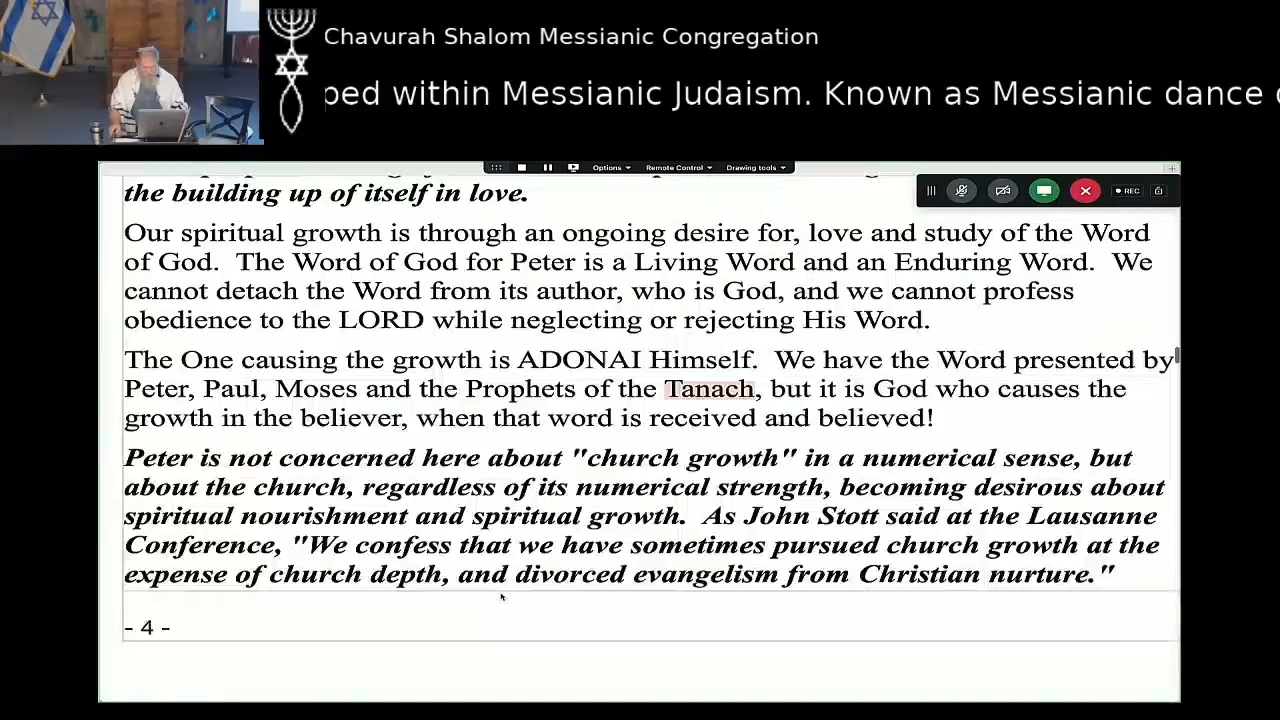 Chavurah Shalom Messianic Congregation
ped within Messianic Judaism. Known as Messianic dance
Options
Remote Control
Drawing tools
REC
the building up of itself in love.
Our spiritual growth is through an ongoing desire for, love and study of the Word
of God. The Word of God for Peter is a Living Word and an Enduring Word. We
cannot detach the Word from its author, who is God, and we cannot profess
obedience to the LORD while neglecting or rejecting His Word.
The One causing the growth is ADONAI Himself. We have the Word presented by
Peter, Paul, Moses and the Prophets of the Tanach, but it is God who causes the
growth in the believer, when that word is received and believed!
Peter is not concerned here about "church growth" in a numerical sense, but
about the church, regardless of its numerical strength, becoming desirous about
spiritual nourishment and spiritual growth. As John Stott said at the Lausanne
Conference, "We confess that we have sometimes pursued church growth at the
expense of church depth, and divorced evangelism from Christian nurture."
- 4 -